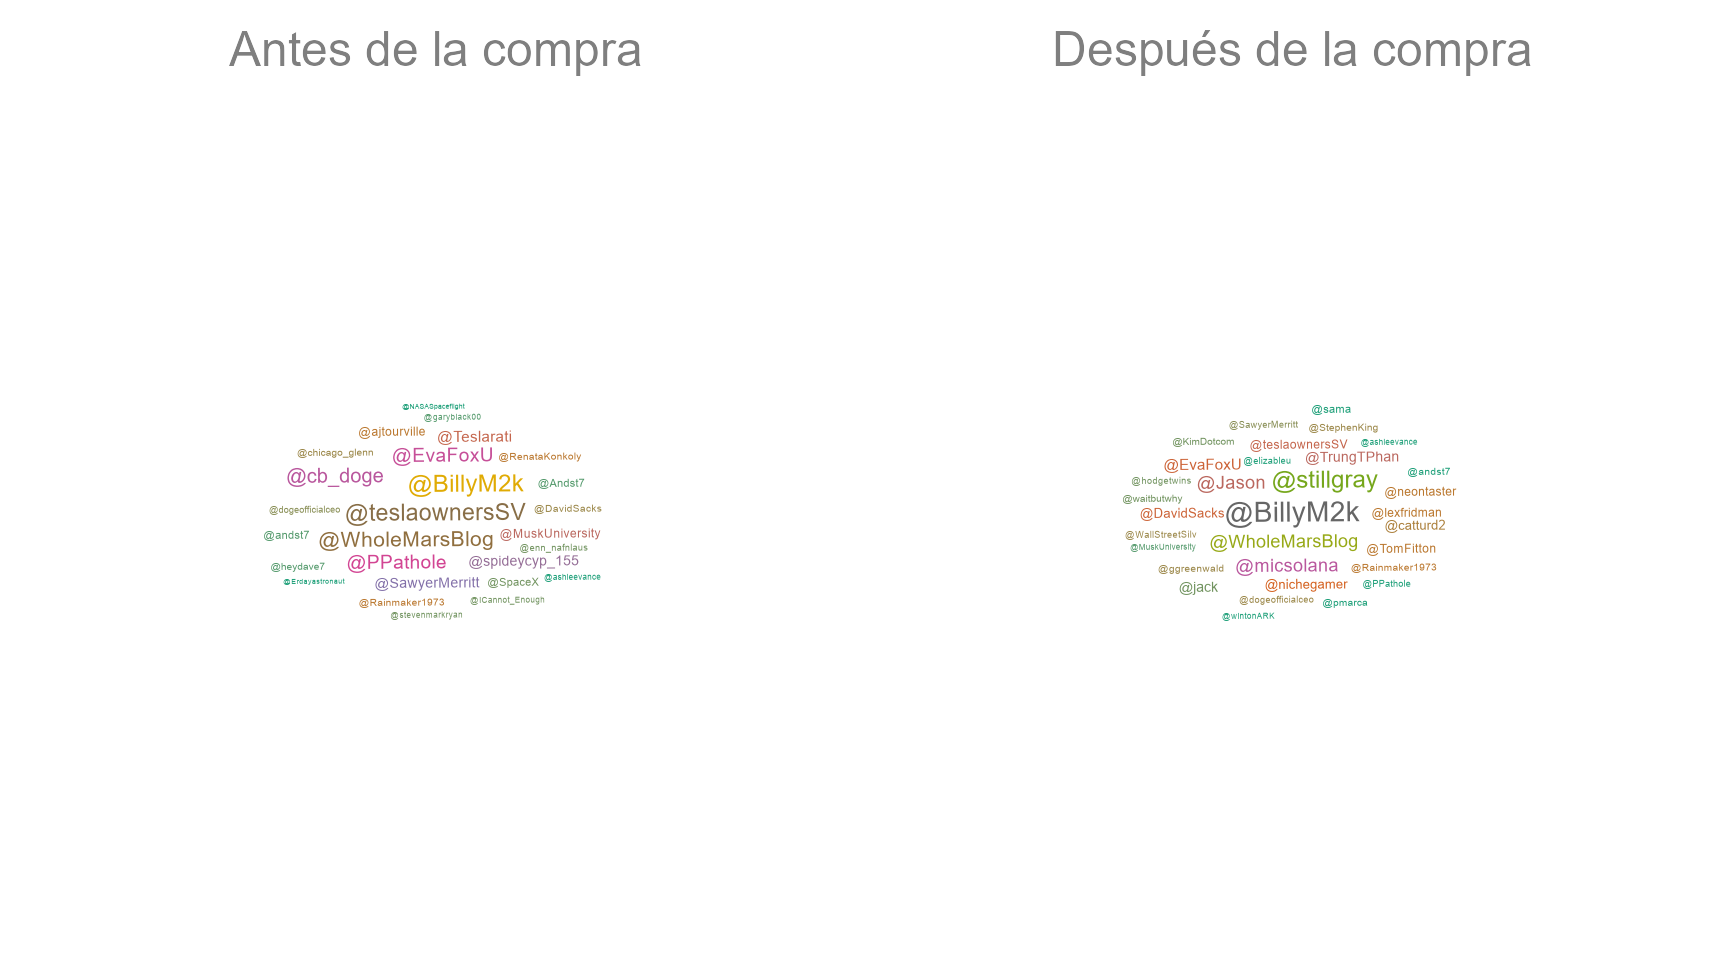 Antes de la compra
@NASASpaceflight
@garyblack00
@ajtourville
@Teslarati
@chicago_glenn
@EvaFoxU
@RenataKonkoly
@cb_doge
@BillyM2k
@Andst7
@dogeofficialceo
@teslaownersSV
@DavidSacks
@andst7
@WholeMarsBlog
@MuskUniversity
@enn_nafnlaus
@heydave7
@PPathole
@spideycyp_155
@Erdayastronaut
@SawyerMerritt
@SpaceX
@ashleevance
@Rainmaker1973
@ICannot_Enough
@stevenmarkryan
Después de la compra
@sama
@SawyerMerritt
@StephenKing
@KimDotcom
@teslaownersSV
@ashleevance
@EvaFoxU
@elizableu
@TrungTPhan
@andst7
@hodgetwins
@Jason
@stillgray
@neontaster
@waitbutwhy
@DavidSacks
@BillyM2k
@lexfridman
@catturd2
@WallStreetSilv
@MuskUniversity
@WholeMarsBlog
@TomFitton
@ggreenwald
@micsolana
@Rainmaker1973
@jack
@nichegamer
@PPathole
@dogeofficialceo
@pmarca
@wintonARK